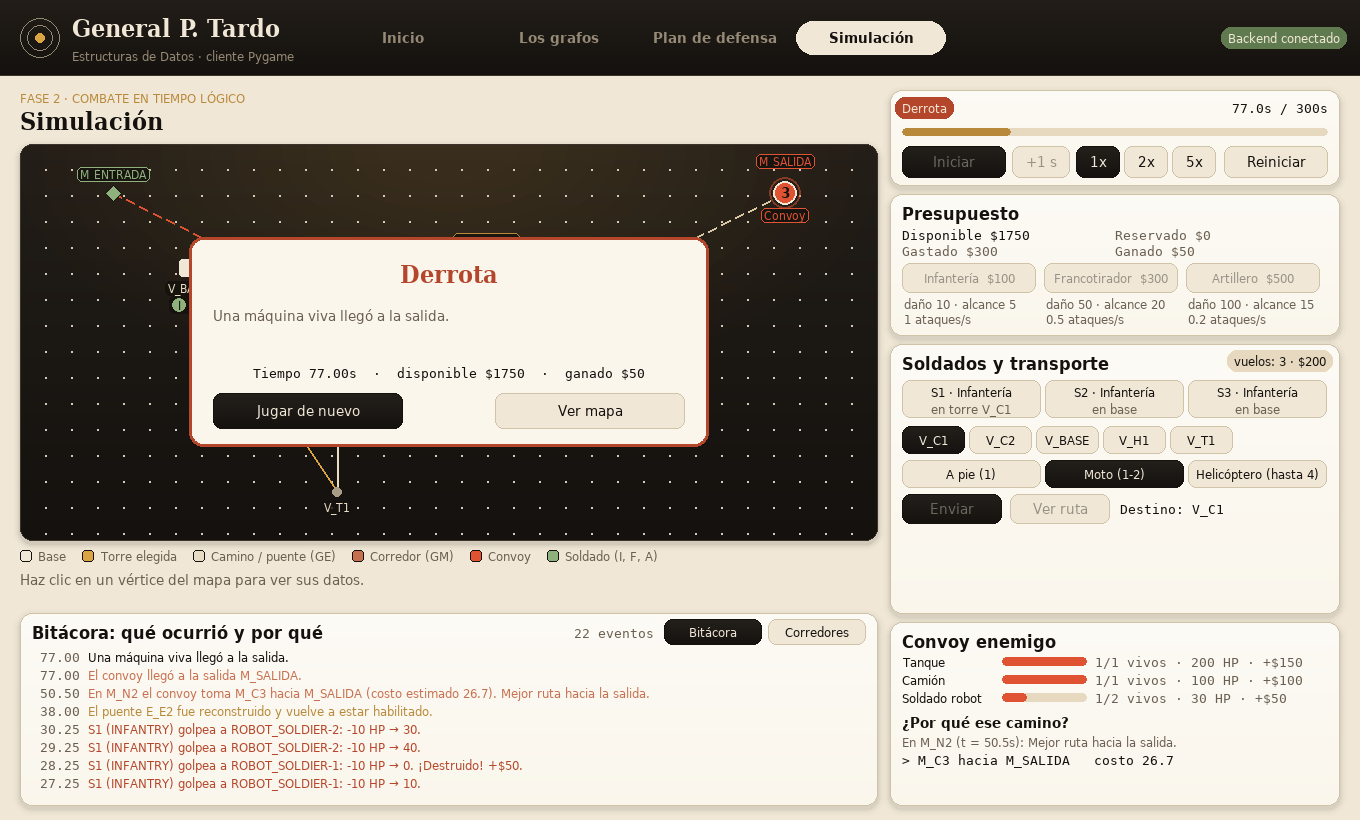 General P. Tardo
Estructuras de Datos · cliente Pygame
Inicio
Los grafos
Plan de defensa
Simulación
Backend conectado
FASE 2 · COMBATE EN TIEMPO LÓGICO
Simulación
M_ENTRADA
M_SALIDA
3
Convoy
I
V_T1
Derrota
Una máquina viva llegó a la salida.
Tiempo 77.00s · disponible $1750 · ganado $50
Jugar de nuevo
Ver mapa
Base
Torre elegida
Camino / puente (GE)
Corredor (GM)
Convoy
Soldado (I, F, A)
Haz clic en un vértice del mapa para ver sus datos.
Bitácora: qué ocurrió y por qué
22 eventos
Bitácora
Corredores
77.00 Una máquina viva llegó a la salida.
77.00 El convoy llegó a la salida M_SALIDA.
50.50 En M_N2 el convoy toma M_C3 hacia M_SALIDA (costo estimado 26.7). Mejor ruta hacia la salida.
38.00 El puente E_E2 fue reconstruido y vuelve a estar habilitado.
30.25 S1 (INFANTRY) golpea a ROBOT_SOLDIER-2: -10 HP → 30.
29.25 S1 (INFANTRY) golpea a ROBOT_SOLDIER-2: -10 HP → 40.
28.25 S1 (INFANTRY) golpea a ROBOT_SOLDIER-1: -10 HP → 0. ¡Destruido! +$50.
27.25 S1 (INFANTRY) golpea a ROBOT_SOLDIER-1: -10 HP → 10.
Derrota
77.0s / 300s
Iniciar
+1 s
1x
2x
5x
Reiniciar
Presupuesto
Disponible $1750
Reservado $0
Gastado $300
Ganado $50
Infantería $100
Francotirador $300
Artillero $500
daño 10 · alcance 5
daño 50 · alcance 20
daño 100 · alcance 15
1 ataques/s
0.5 ataques/s
0.2 ataques/s
Soldados y transporte
vuelos: 3 · $200
S1 · Infantería
en torre V_C1
S2 · Infantería
en base
S3 · Infantería
en base
V_C1
V_C2
V_BASE
V_H1
V_T1
A pie (1)
Moto (1-2)
Helicóptero (hasta 4)
Enviar
Ver ruta
Destino: V_C1
Convoy enemigo
Tanque 1/1 vivos · 200 HP · +$150
Camión 1/1 vivos · 100 HP · +$100
Soldado robot 1/2 vivos · 30 HP · +$50
¿Por qué ese camino?
En M_N2 (t = 50.5s): Mejor ruta hacia la salida.
> M_C3 hacia M_SALIDA costo 26.7